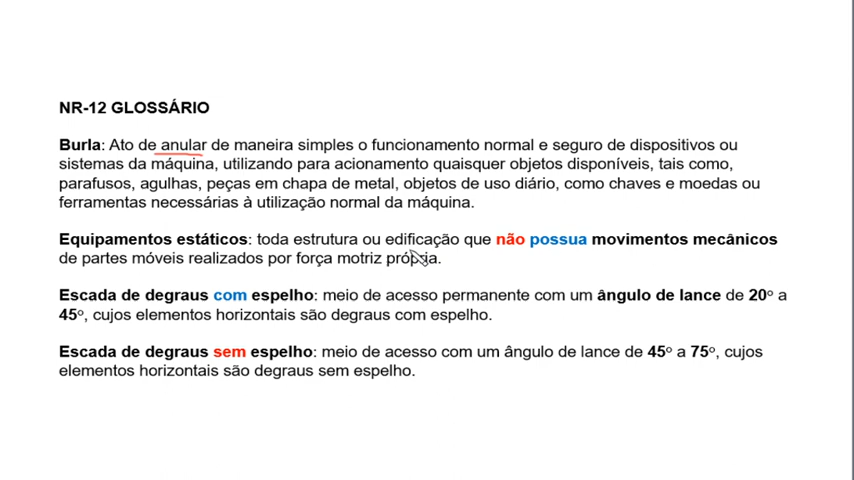 NR-12 GLOSSÁRIO
Burla: Ato de anular de maneira simples o funcionamento normal e seguro de dispositivos ou
sistemas da máquina, utilizando para acionamento quaisquer objetos disponíveis, tais como,
parafusos, agulhas, peças em chapa de metal, objetos de uso diário, como chaves e moedas ou
ferramentas necessárias à utilização normal da máquina.
Equipamentos estáticos: toda estrutura ou edificação que não possua movimentos mecânicos
de partes móveis realizados por força motriz própria.
Escada de degraus com espelho: meio de acesso permanente com um ângulo de lance de 20º a
45º, cujos elementos horizontais são degraus com espelho.
Escada de degraus sem espelho: meio de acesso com um ângulo de lance de 45º a 75º, cujos
elementos horizontais são degraus sem espelho.